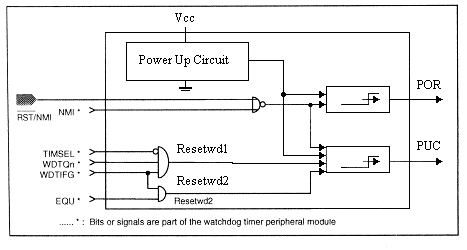 Vcc
Power Up Circuit
POR
RST/NMI
NMI *
TIMSEL *
WDTQn *
WDTIFG *
Resetwd1
PUC
Resetwd2
EQU *
Resetwd2
...... * : Bits or signals are part of the watchdog timer peripheral module